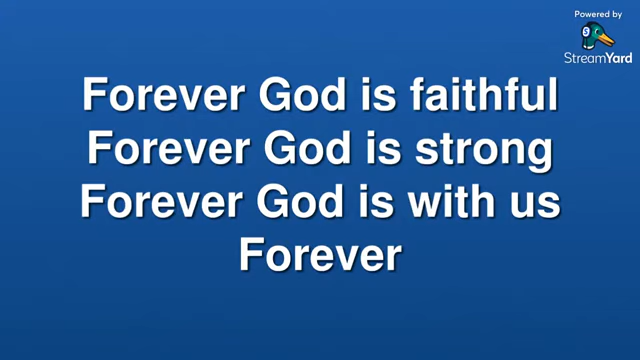 Powered by
StreamYard
Forever God is faithful
Forever God is strong
Forever God is with us
Forever